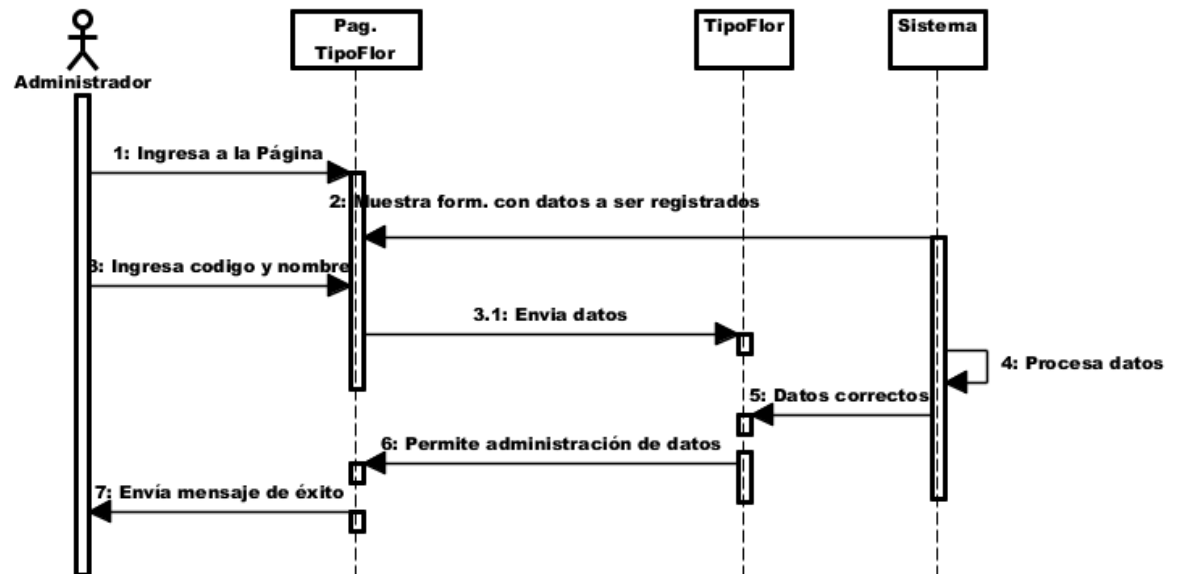 Pag.
TipoFlor
TipoFlor
Sistema
Administrador
1: Ingresa a la Página
2: Muestra form. con datos a ser registrados
3: Ingresa codigo y nombre
3.1: Envia datos
4: Procesa datos
5: Datos correctos
6: Permite administración de datos
7: Envía mensaje de éxito